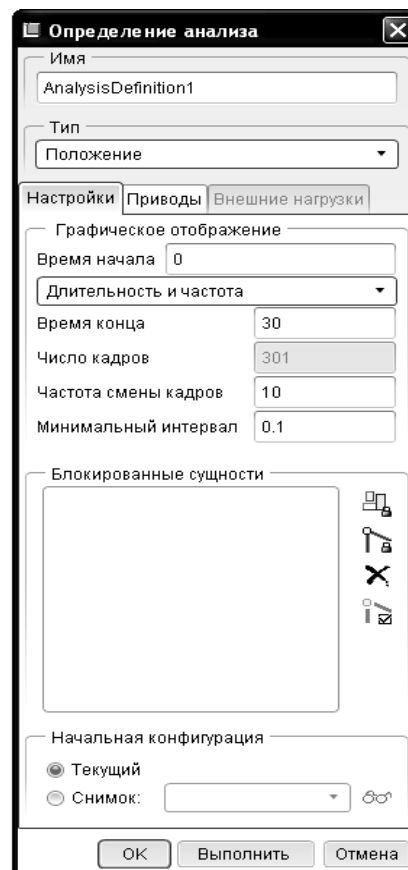 Определение анализа
Имя
AnalysisDefinition1
Тип
Положение
Настройки Приводы Внешние нагрузки
Графическое отображение
Время начала 0
Длительность и частота
Время конца 30
Число кадров 301
Частота смены кадров 10
Минимальный интервал 0.1
Блокированные сущности
Начальная конфигурация
Текущий
Снимок:
OK Выполнить Отмена